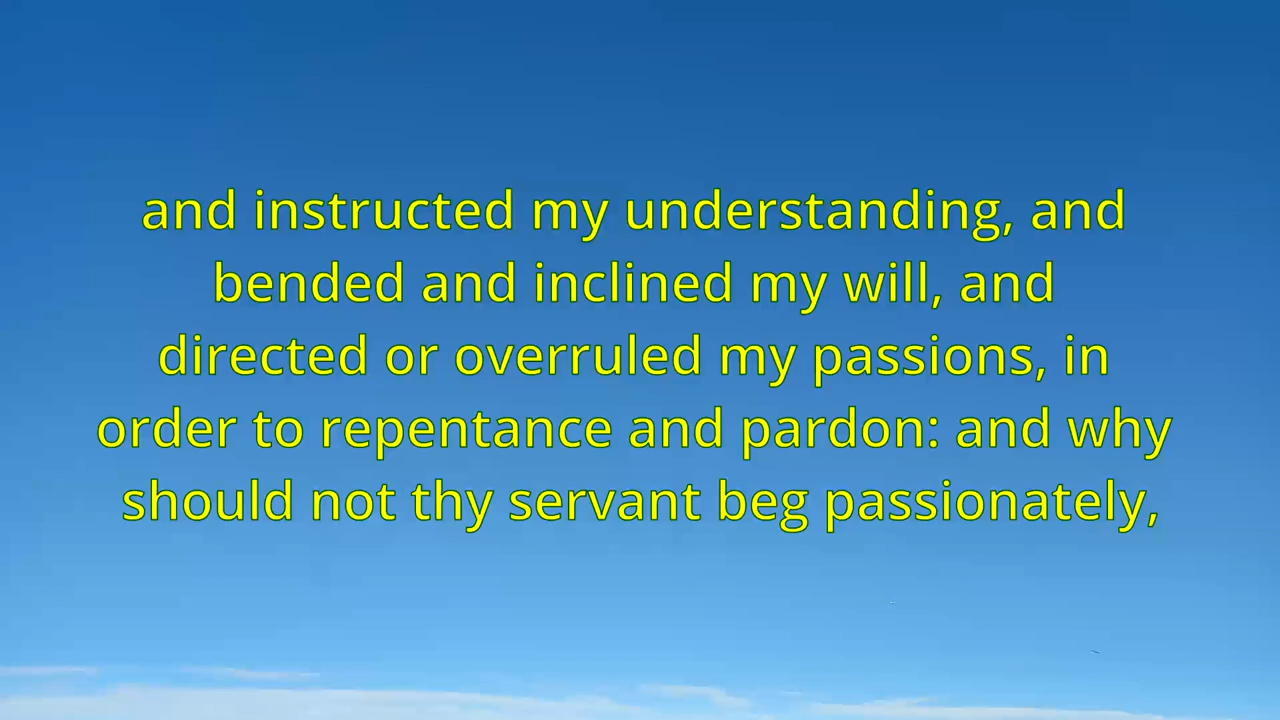 and instructed my understanding, and
bended and inclined my will, and
directed or overruled my passions, in
order to repentance and pardon: and why
should not thy servant beg passionately,